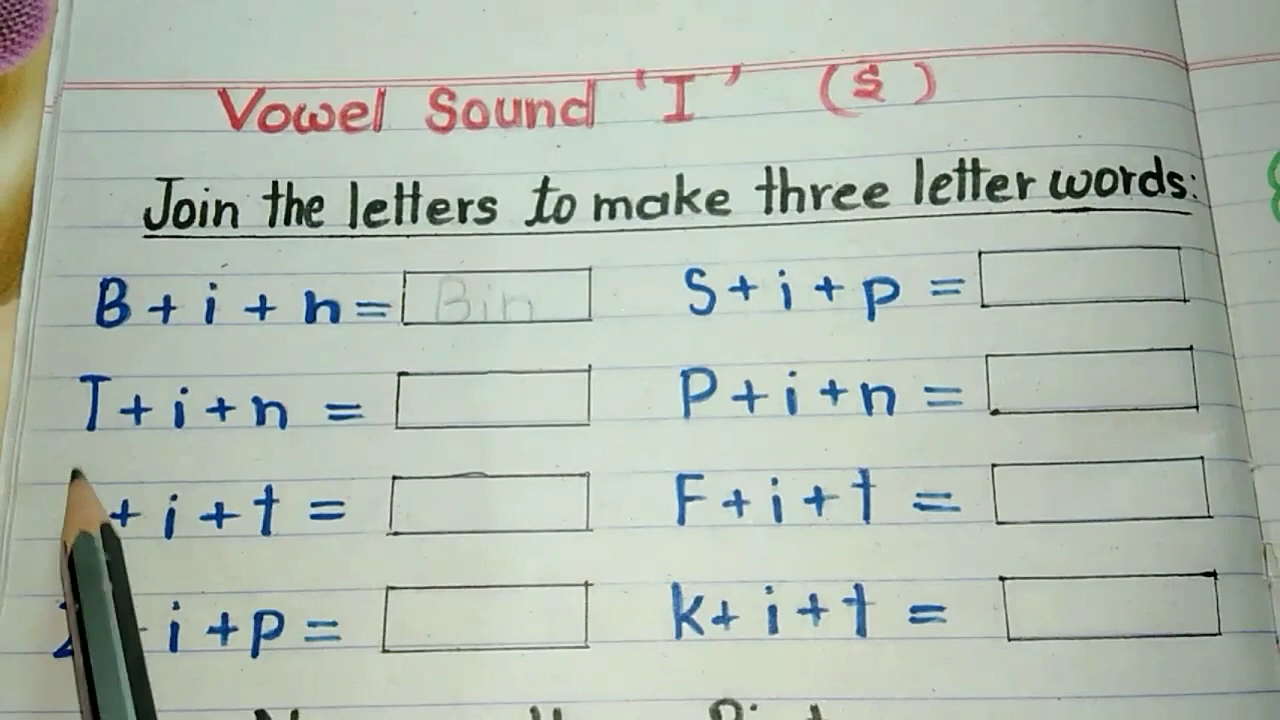 Vowel Sound 'I' (इ)
Join the letters to make three letter words:
B + i + n = Bin S + i + p =
T + i + n = P + i + n =
+ i + t = F + i + t =
i + p = K + i + t =